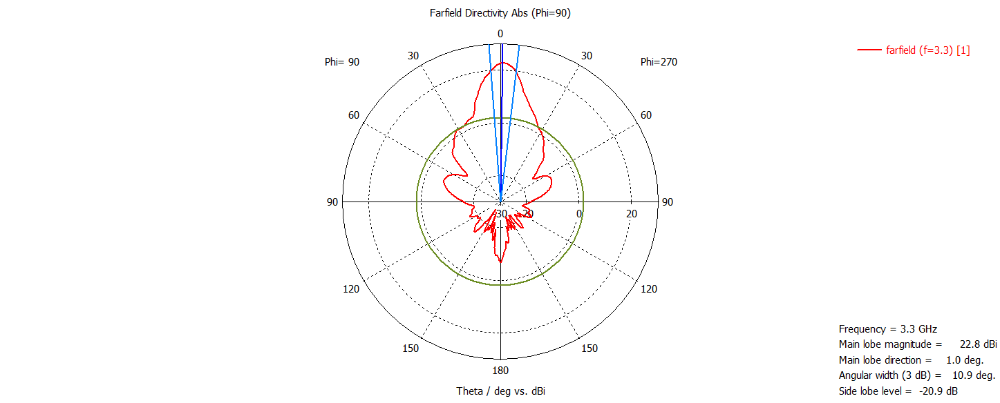 Farfield Directivity Abs (Phi=90)
0
30
30
Phi= 90
Phi=270
farfield (f=3.3) [1]
60
60
90
-30
-20
0
20
90
120
120
150
150
180
Theta / deg vs. dBi
Frequency = 3.3 GHz
Main lobe magnitude = 22.8 dBi
Main lobe direction = 1.0 deg.
Angular width (3 dB) = 10.9 deg.
Side lobe level = -20.9 dB